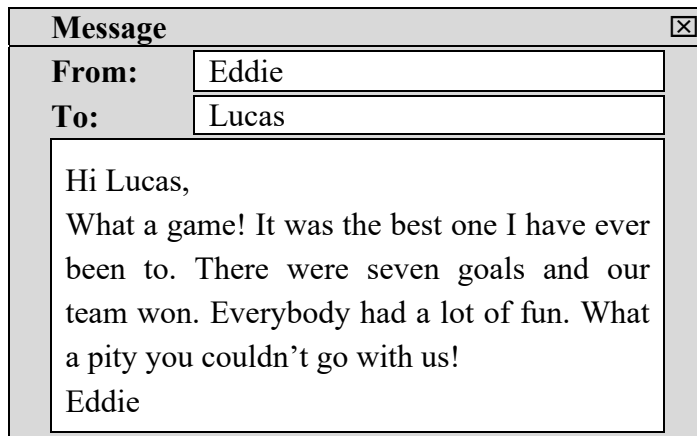 Message
From: Eddie
To: Lucas
Hi Lucas,
What a game! It was the best one I have ever
been to. There were seven goals and our
team won. Everybody had a lot of fun. What
a pity you couldn’t go with us!
Eddie